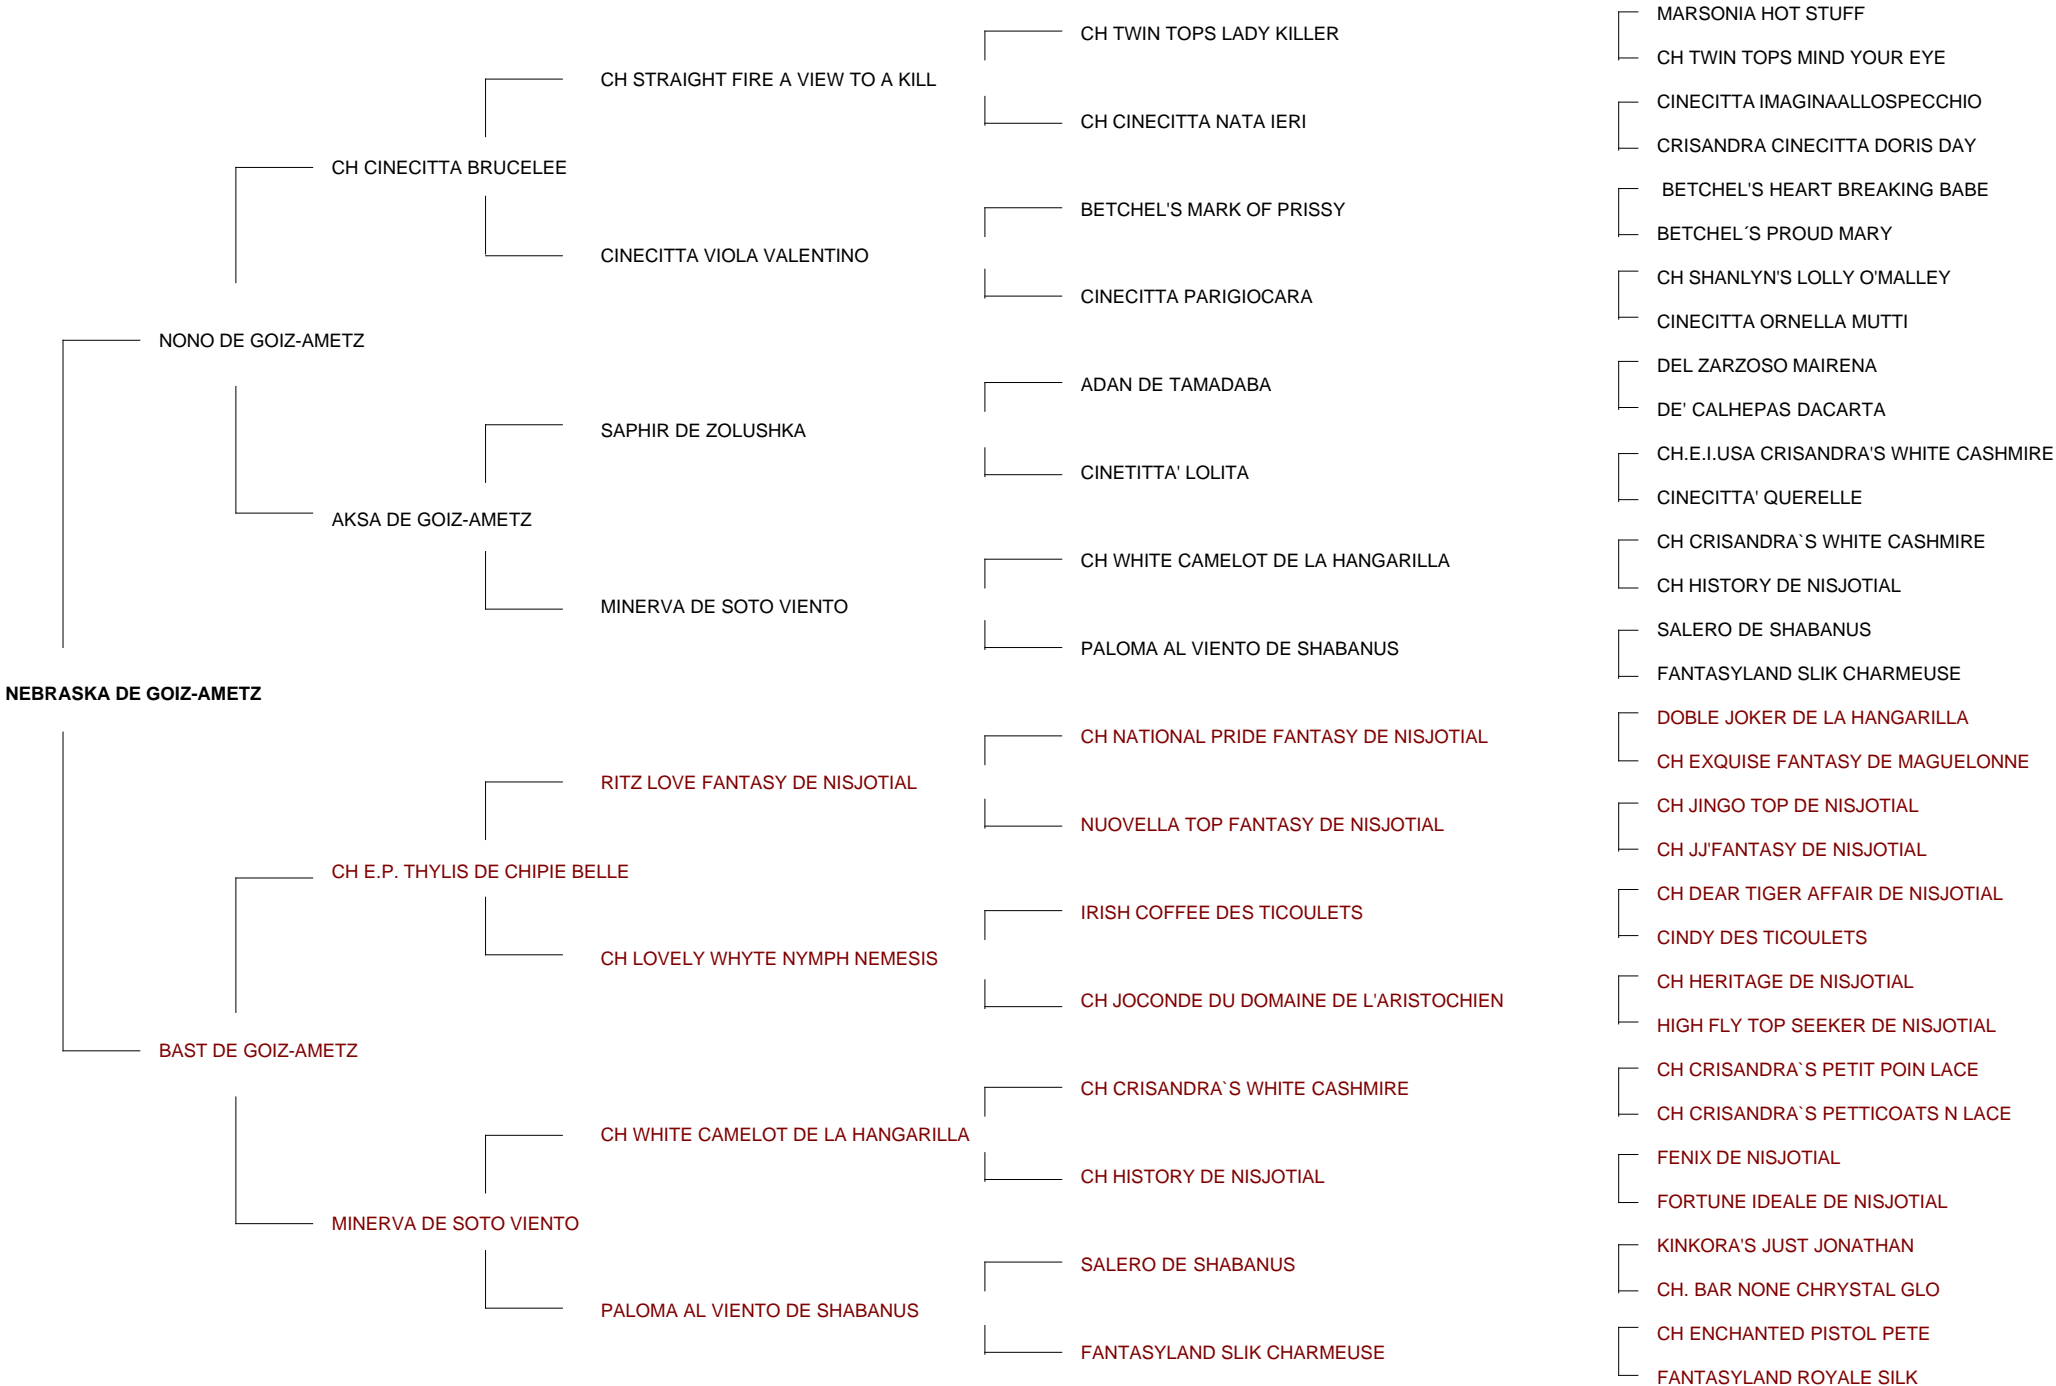 MARSONIA HOT STUFF
CH TWIN TOPS LADY KILLER
CH TWIN TOPS MIND YOUR EYE
CH STRAIGHT FIRE A VIEW TO A KILL
CINECITTA IMAGINAALLOSPECCHIO
CH CINECITTA NATA IERI
CRISANDRA CINECITTA DORIS DAY
CH CINECITTA BRUCELEE
BETCHEL'S HEART BREAKING BABE
BETCHEL'S MARK OF PRISSY
BETCHEL´S PROUD MARY
CINECITTA VIOLA VALENTINO
CH SHANLYN'S LOLLY O'MALLEY
CINECITTA PARIGIOCARA
CINECITTA ORNELLA MUTTI
NONO DE GOIZ-AMETZ
DEL ZARZOSO MAIRENA
ADAN DE TAMADABA
DE' CALHEPAS DACARTA
SAPHIR DE ZOLUSHKA
CH.E.I.USA CRISANDRA'S WHITE CASHMIRE
CINETITTA' LOLITA
CINECITTA' QUERELLE
AKSA DE GOIZ-AMETZ
CH CRISANDRA`S WHITE CASHMIRE
CH WHITE CAMELOT DE LA HANGARILLA
CH HISTORY DE NISJOTIAL
MINERVA DE SOTO VIENTO
SALERO DE SHABANUS
PALOMA AL VIENTO DE SHABANUS
FANTASYLAND SLIK CHARMEUSE
NEBRASKA DE GOIZ-AMETZ
DOBLE JOKER DE LA HANGARILLA
CH NATIONAL PRIDE FANTASY DE NISJOTIAL
CH EXQUISE FANTASY DE MAGUELONNE
RITZ LOVE FANTASY DE NISJOTIAL
CH JINGO TOP DE NISJOTIAL
NUOVELLA TOP FANTASY DE NISJOTIAL
CH JJ'FANTASY DE NISJOTIAL
CH E.P. THYLIS DE CHIPIE BELLE
CH DEAR TIGER AFFAIR DE NISJOTIAL
IRISH COFFEE DES TICOULETS
CINDY DES TICOULETS
CH LOVELY WHYTE NYMPH NEMESIS
CH HERITAGE DE NISJOTIAL
CH JOCONDE DU DOMAINE DE L'ARISTOCHIEN
HIGH FLY TOP SEEKER DE NISJOTIAL
BAST DE GOIZ-AMETZ
CH CRISANDRA`S PETIT POIN LACE
CH CRISANDRA`S WHITE CASHMIRE
CH CRISANDRA`S PETTICOATS N LACE
CH WHITE CAMELOT DE LA HANGARILLA
FENIX DE NISJOTIAL
CH HISTORY DE NISJOTIAL
FORTUNE IDEALE DE NISJOTIAL
MINERVA DE SOTO VIENTO
KINKORA'S JUST JONATHAN
SALERO DE SHABANUS
CH. BAR NONE CHRYSTAL GLO
PALOMA AL VIENTO DE SHABANUS
CH ENCHANTED PISTOL PETE
FANTASYLAND SLIK CHARMEUSE
FANTASYLAND ROYALE SILK